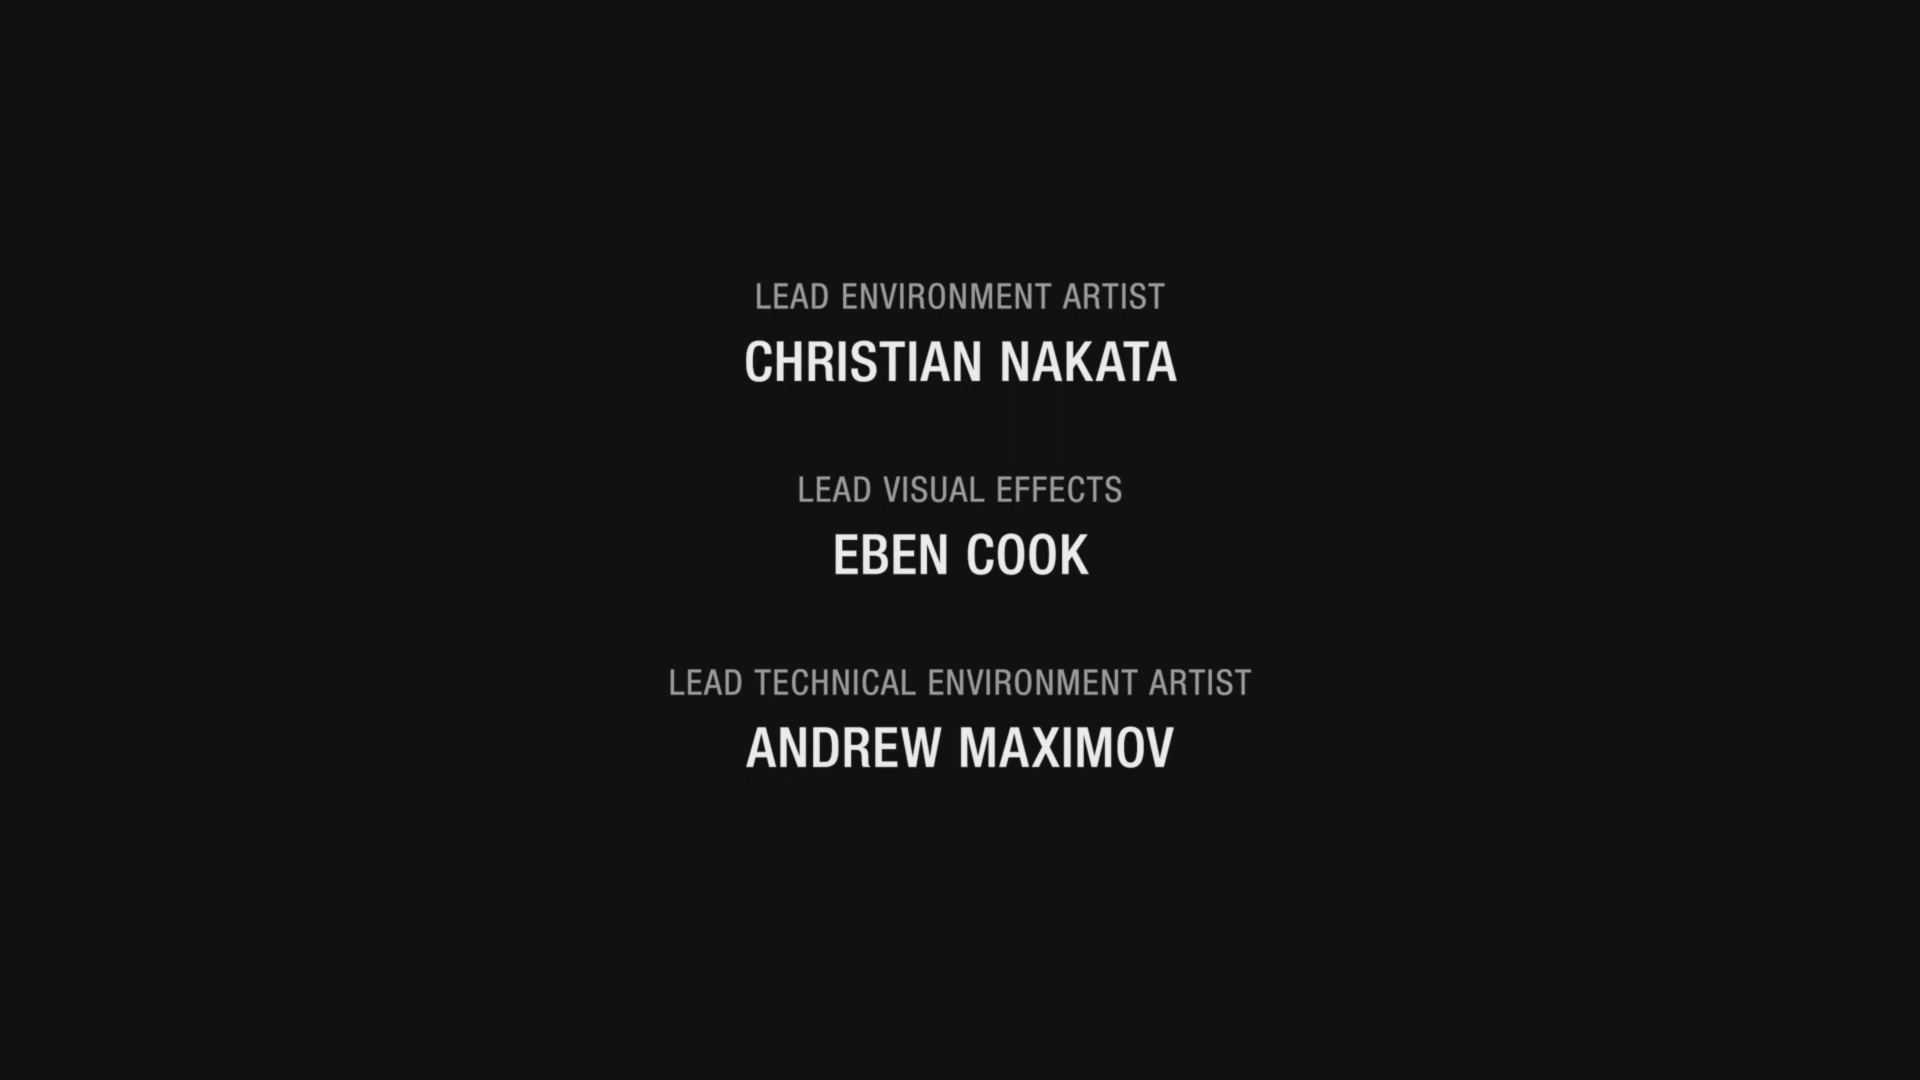 LEAD ENVIRONMENT ARTIST
CHRISTIAN NAKATA
LEAD VISUAL EFFECTS
EBEN COOK
LEAD TECHNICAL ENVIRONMENT ARTIST
ANDREW MAXIMOV